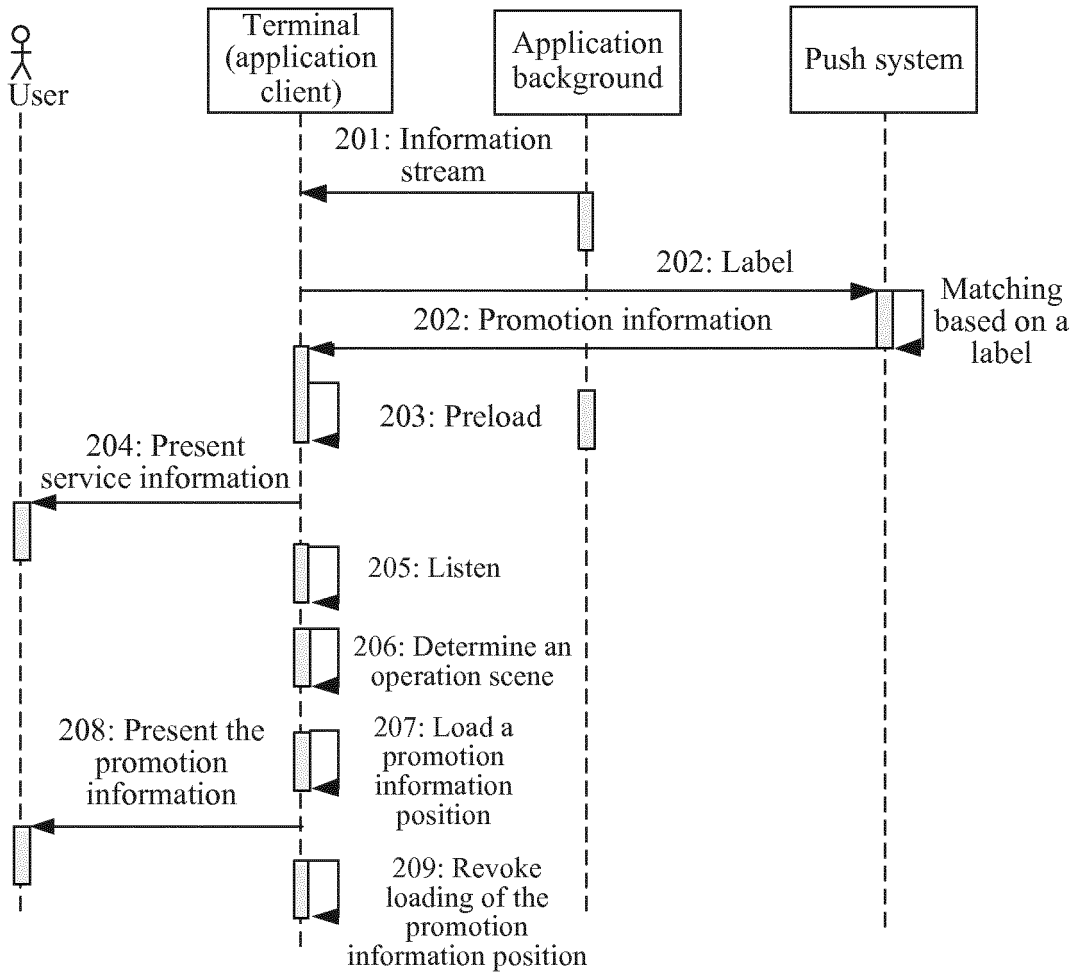 User
Terminal
(application
client)
Application
background
Push system
201: Information
stream
202: Label
Matching
based on a
label
202: Promotion information
203: Preload
204: Present
service information
205: Listen
206: Determine an
operation scene
207: Load a
promotion
information
position
208: Present the
promotion
information
209: Revoke
loading of the
promotion
information position